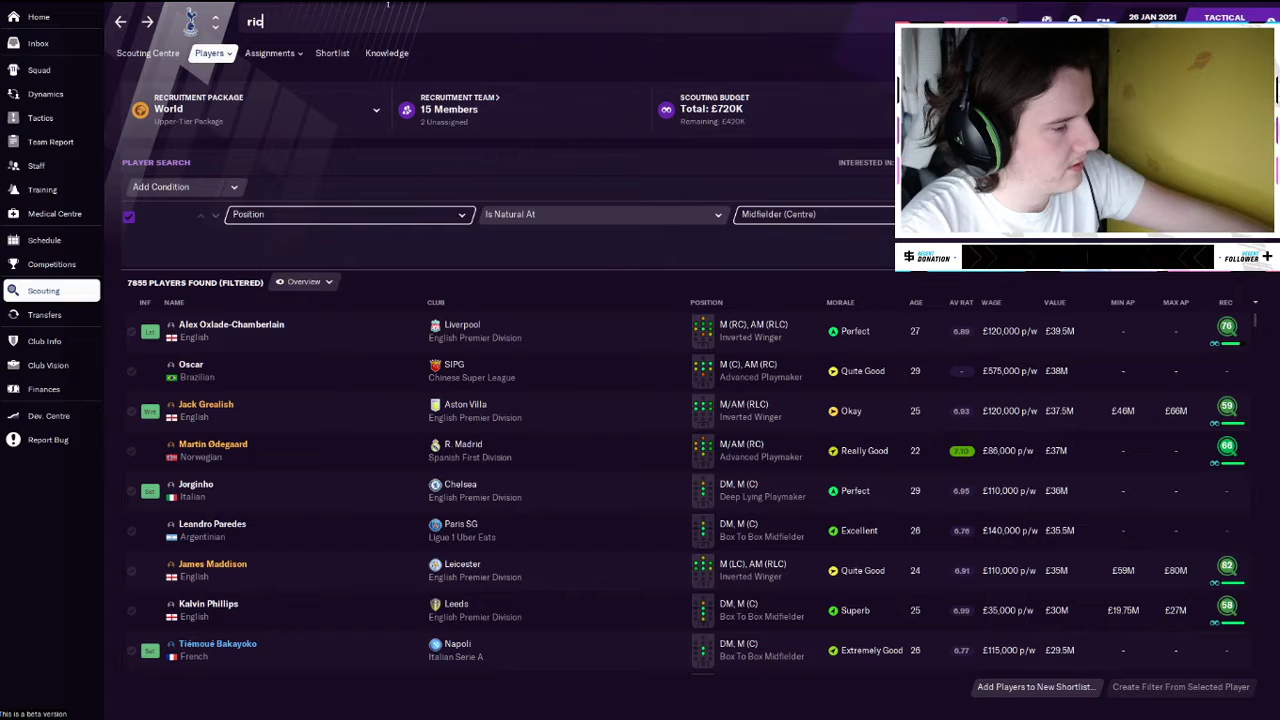 Home
ric
26 JAN 2021
TACTICAL
Inbox
Scouting Centre
Players
Assignments
Shortlist
Knowledge
Squad
Dynamics
Tactics
Team Report
Staff
Training
Medical Centre
Schedule
Competitions
Scouting
Transfers
Club Info
Club Vision
Finances
Dev. Centre
Report Bug
RECRUITMENT PACKAGE
World
Upper-Tier Package
RECRUITMENT TEAM >
15 Members
2 Unassigned
SCOUTING BUDGET
Total: £720K
Remaining: £420K
PLAYER SEARCH
INTERESTED IN:
Add Condition
Position
Is Natural At
Midfielder (Centre)
RECENT DONATION
RECENT FOLLOWER
7855 PLAYERS FOUND (FILTERED)
Overview
INF NAME CLUB POSITION MORALE AGE AV RAT WAGE VALUE MIN AP MAX AP REC
Lst Alex Oxlade-Chamberlain Liverpool M (RC), AM (RLC) Perfect 27 6.89 £120,000 p/w £39.5M - - 76
English English Premier Division Inverted Winger
Oscar SIPG M (C), AM (RC) Quite Good 29 - £575,000 p/w £38M - - -
Brazilian Chinese Super League Advanced Playmaker
Wnt Jack Grealish Aston Villa M/AM (RLC) Okay 25 6.93 £120,000 p/w £37.5M £46M £66M 59
English English Premier Division Inverted Winger
Martin Ødegaard R. Madrid M/AM (RC) Really Good 22 7.10 £86,000 p/w £37M - - 66
Norwegian Spanish First Division Advanced Playmaker
Set Jorginho Chelsea DM, M (C) Perfect 29 6.95 £110,000 p/w £36M - - -
Italian English Premier Division Deep Lying Playmaker
Leandro Paredes Paris SG DM, M (C) Excellent 26 6.76 £140,000 p/w £35.5M - - -
Argentinian Ligue 1 Uber Eats Box To Box Midfielder
James Maddison Leicester M (LC), AM (RLC) Quite Good 24 6.91 £110,000 p/w £35M £59M £80M 82
English English Premier Division Inverted Winger
Kalvin Phillips Leeds DM, M (C) Superb 25 6.99 £35,000 p/w £30M £19.75M £27M 58
English English Premier Division Box To Box Midfielder
Set Tiémoué Bakayoko Napoli DM, M (C) Extremely Good 26 6.77 £115,000 p/w £29.5M - - -
French Italian Serie A Box To Box Midfielder
Add Players to New Shortlist...
Create Filter From Selected Player
This is a beta version